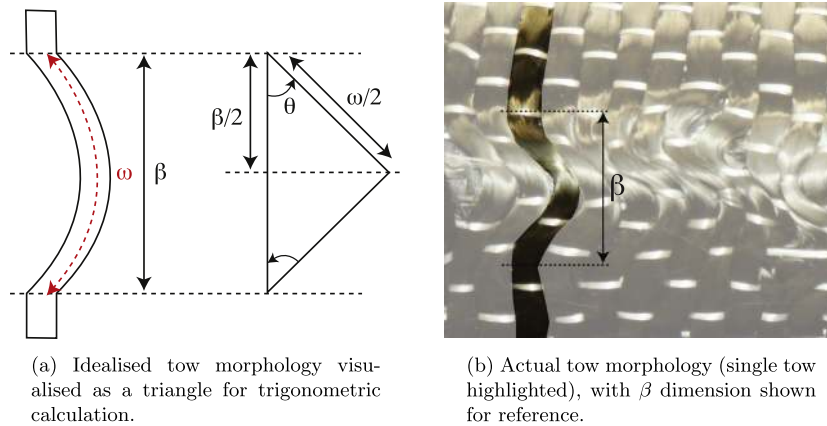 ω
β
β/2
θ
ω/2
β
(a) Idealised tow morphology visu-
alised as a triangle for trigonometric
calculation.
(b) Actual tow morphology (single tow
highlighted), with β dimension shown
for reference.